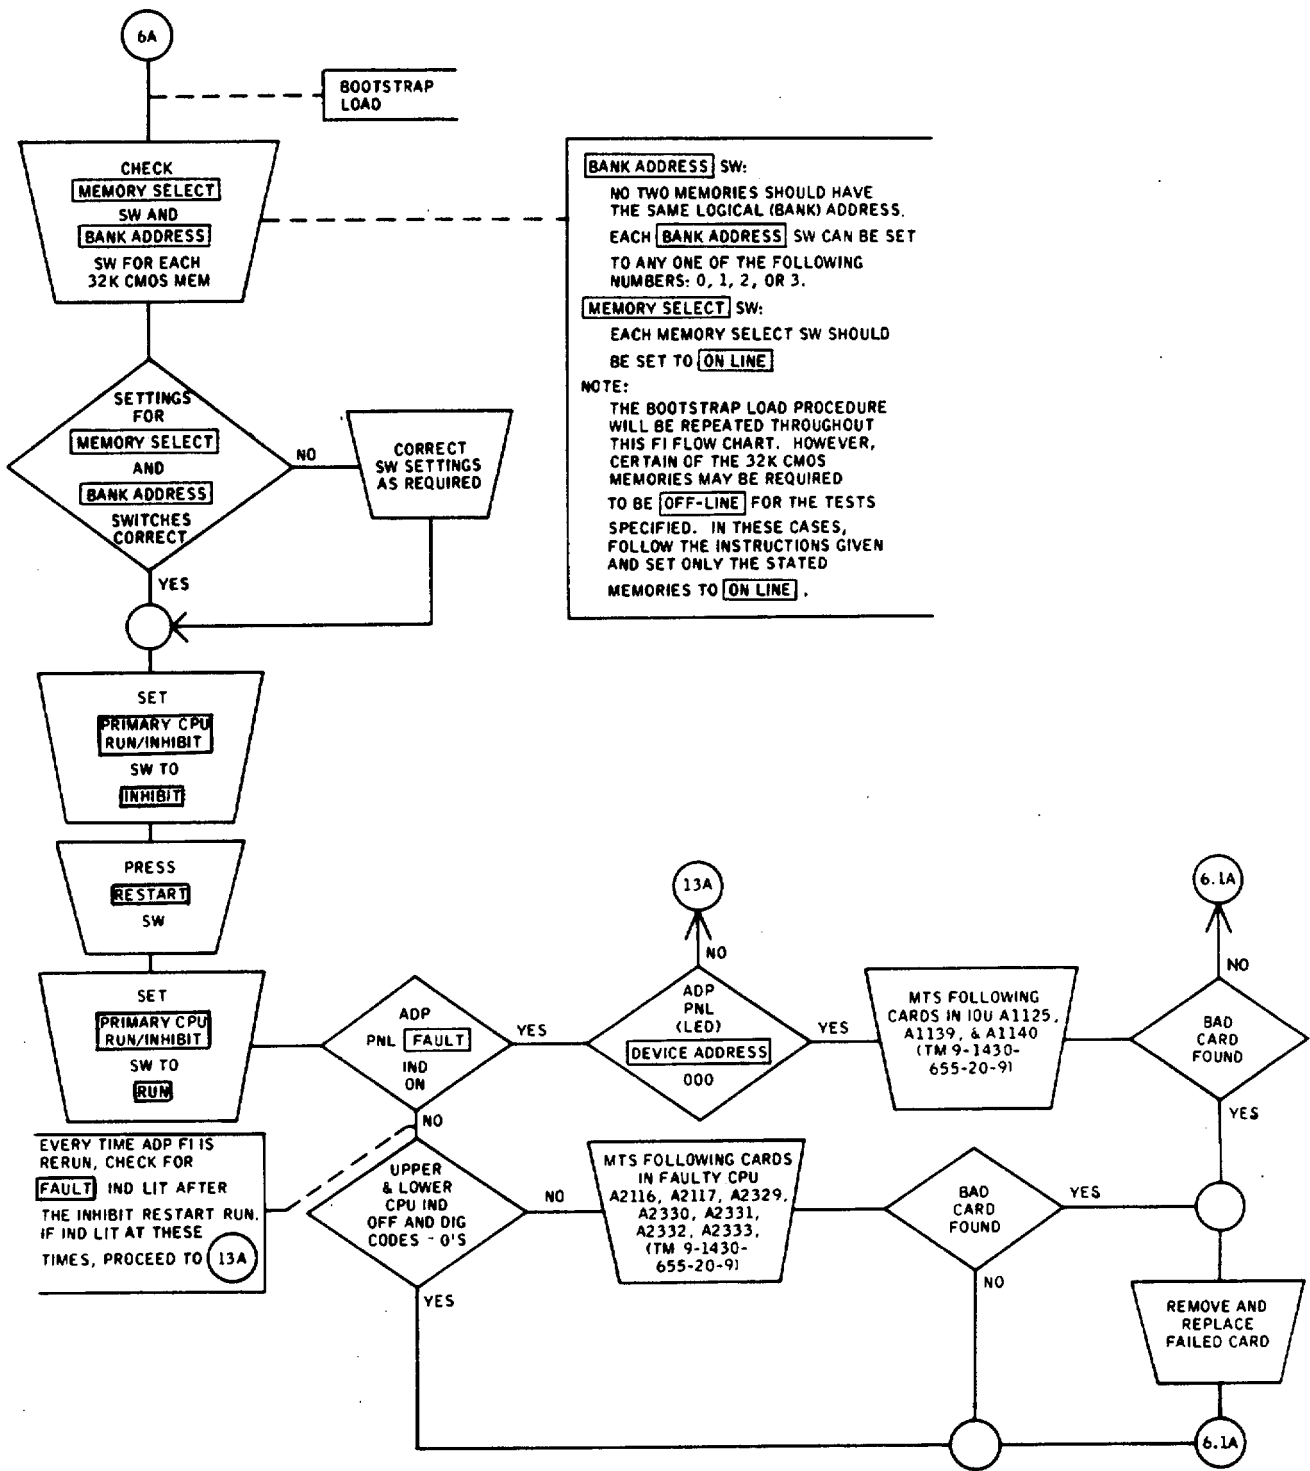 6A
BOOTSTRAP
LOAD
CHECK
MEMORY SELECT
SW AND
BANK ADDRESS
SW FOR EACH
32K CMOS MEM
BANK ADDRESS SW:
NO TWO MEMORIES SHOULD HAVE
THE SAME LOGICAL (BANK) ADDRESS.
EACH BANK ADDRESS SW CAN BE SET
TO ANY ONE OF THE FOLLOWING
NUMBERS: 0, 1, 2, OR 3.
MEMORY SELECT SW:
EACH MEMORY SELECT SW SHOULD
BE SET TO ON LINE
NOTE:
THE BOOTSTRAP LOAD PROCEDURE
WILL BE REPEATED THROUGHOUT
THIS FI FLOW CHART. HOWEVER,
CERTAIN OF THE 32K CMOS
MEMORIES MAY BE REQUIRED
TO BE OFF-LINE FOR THE TESTS
SPECIFIED. IN THESE CASES,
FOLLOW THE INSTRUCTIONS GIVEN
AND SET ONLY THE STATED
MEMORIES TO ON LINE .
SETTINGS
FOR
MEMORY SELECT
AND
BANK ADDRESS
SWITCHES
CORRECT
NO
CORRECT
SW SETTINGS
AS REQUIRED
YES
SET
PRIMARY CPU
RUN/INHIBIT
SW TO
INHIBIT
PRESS
RESTART
SW
SET
PRIMARY CPU
RUN/INHIBIT
SW TO
RUN
ADP
PNL FAULT
IND
ON
YES
13A
NO
ADP
PNL
(LED)
DEVICE ADDRESS
000
YES
MTS FOLLOWING
CARDS IN IOU A1125,
A1139, & A1140
(TM 9-1430-
655-20-9)
6.1A
NO
BAD
CARD
FOUND
YES
NO
EVERY TIME ADP FI IS
RERUN, CHECK FOR
FAULT IND LIT AFTER
THE INHIBIT RESTART RUN.
IF IND LIT AT THESE
TIMES, PROCEED TO 13A
UPPER
& LOWER
CPU IND
OFF AND DIG
CODES - 0'S
NO
MTS FOLLOWING CARDS
IN FAULTY CPU
A2116, A2117, A2329,
A2330, A2331,
A2332, A2333,
(TM 9-1430-
655-20-9)
BAD
CARD
FOUND
YES
NO
YES
REMOVE AND
REPLACE
FAILED CARD
6.1A